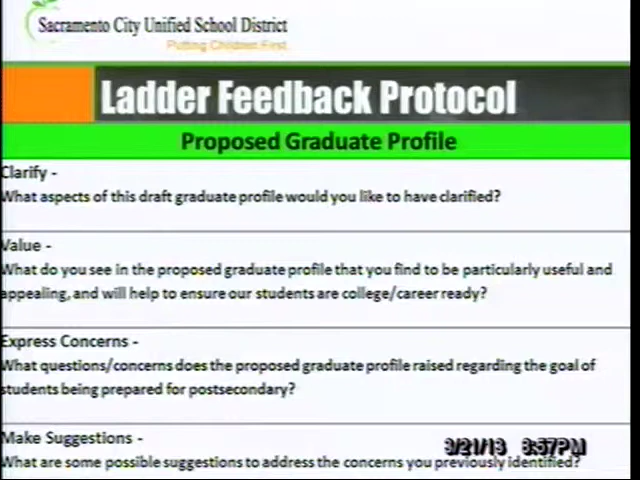 Sacramento City Unified School District
Putting Children First
Ladder Feedback Protocol
Proposed Graduate Profile
Clarify -
What aspects of this draft graduate profile would you like to have clarified?
Value -
What do you see in the proposed graduate profile that you find to be particularly useful and
appealing, and will help to ensure our students are college/career ready?
Express Concerns -
What questions/concerns does the proposed graduate profile raised regarding the goal of
students being prepared for postsecondary?
Make Suggestions -
3/21/13 3:57PM
What are some possible suggestions to address the concerns you previously identified?